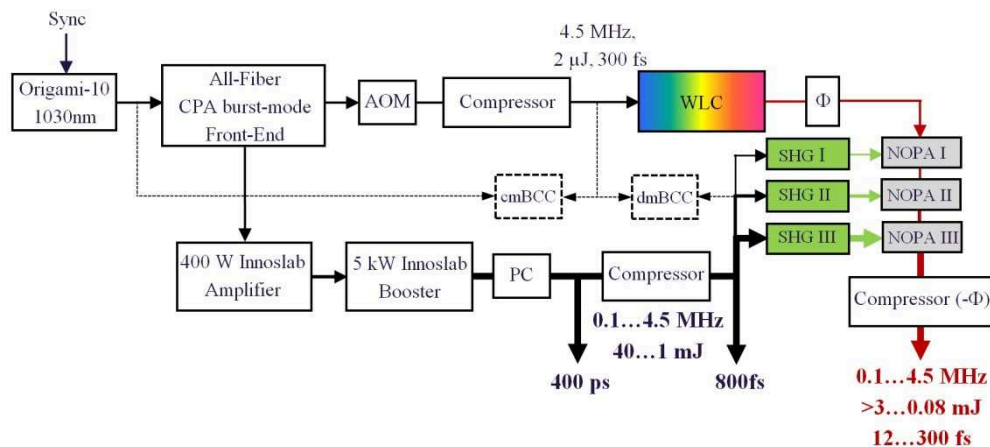 Sync
Origami-10
1030nm
All-Fiber
CPA burst-mode
Front-End
AOM
Compressor
4.5 MHz,
2 µJ, 300 fs
WLC
Φ
SHG I
NOPA I
cmBCC
dmBCC
SHG II
NOPA II
SHG III
NOPA III
400 W Innoslab
Amplifier
5 kW Innoslab
Booster
PC
Compressor
Compressor (-Φ)
0.1…4.5 MHz
40…1 mJ
400 ps
800fs
0.1…4.5 MHz
>3…0.08 mJ
12…300 fs